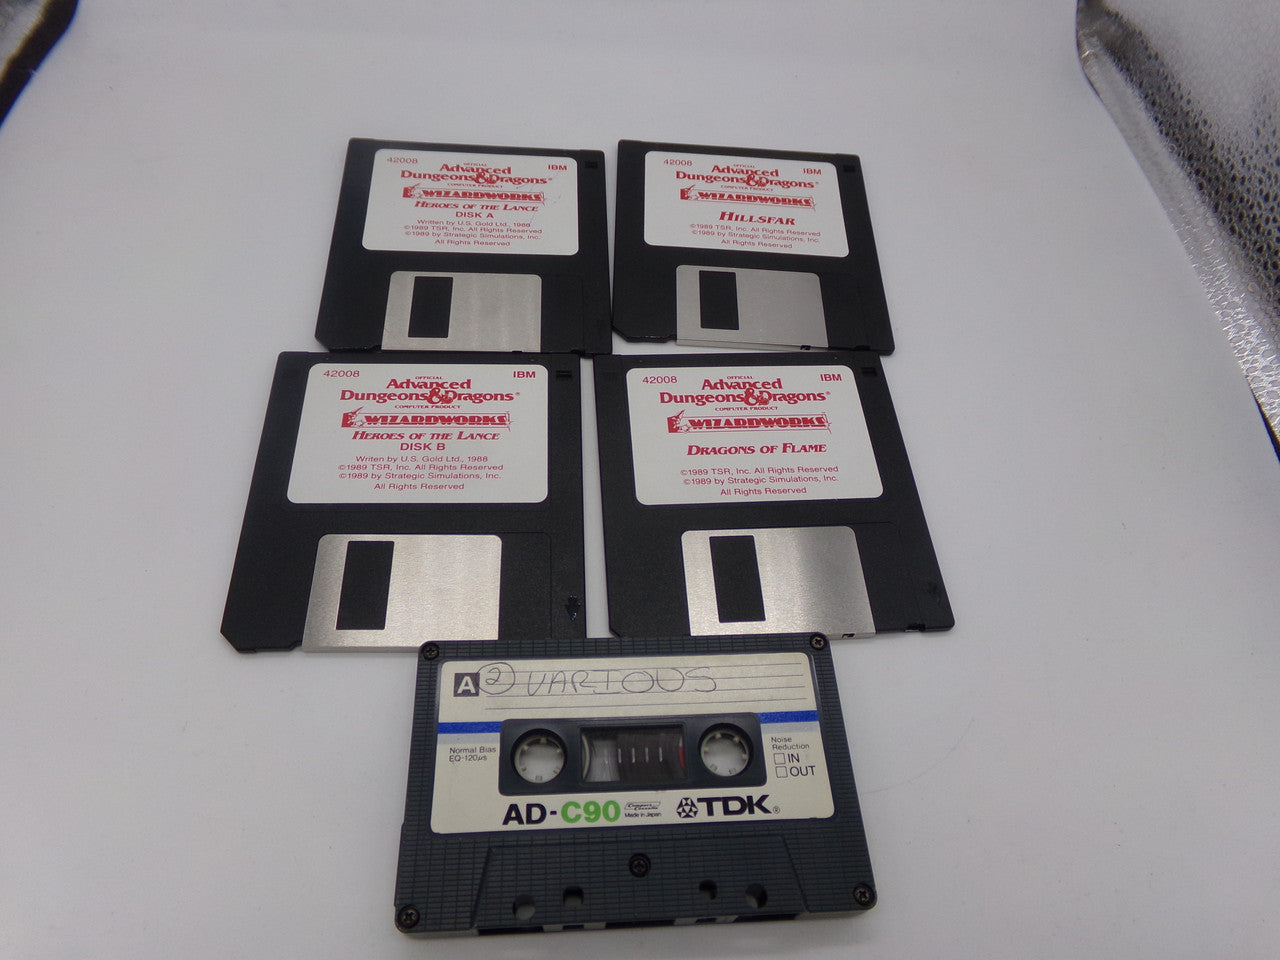 42008
IBM
OFFICIAL
Advanced
Dungeons & Dragons®
COMPUTER PRODUCT
WIZARDWORKS
HEROES OF THE LANCE
DISK A
Written by U.S. Gold Ltd., 1988
©1989 TSR, Inc. All Rights Reserved
©1989 by Strategic Simulations, Inc.
All Rights Reserved
42008
IBM
OFFICIAL
Advanced
Dungeons & Dragons®
COMPUTER PRODUCT
WIZARDWORKS
HILLSFAR
©1989 TSR, Inc. All Rights Reserved
©1989 by Strategic Simulations, Inc.
All Rights Reserved
42008
IBM
OFFICIAL
Advanced
Dungeons & Dragons®
COMPUTER PRODUCT
WIZARDWORKS
HEROES OF THE LANCE
DISK B
Writen by U.S. Gold Ltd., 1988
©1989 TSR, Inc. All Rights Reserved
©1989 by Strategic Simulations, Inc.
All Rights Reserved
42008
IBM
OFFICIAL
Advanced
Dungeons & Dragons®
COMPUTER PRODUCT
WIZARDWORKS
DRAGONS OF FLAME
©1989 TSR, Inc. All Rights Reserved
©1989 by Strategic Simulations, Inc.
All Rights Reserved
A ② VARIOUS
Normal Bias
EQ-120µs
Noise
Reduction
IN
OUT
AD-C90
Compact Cassette
Made in Japan
TDK®